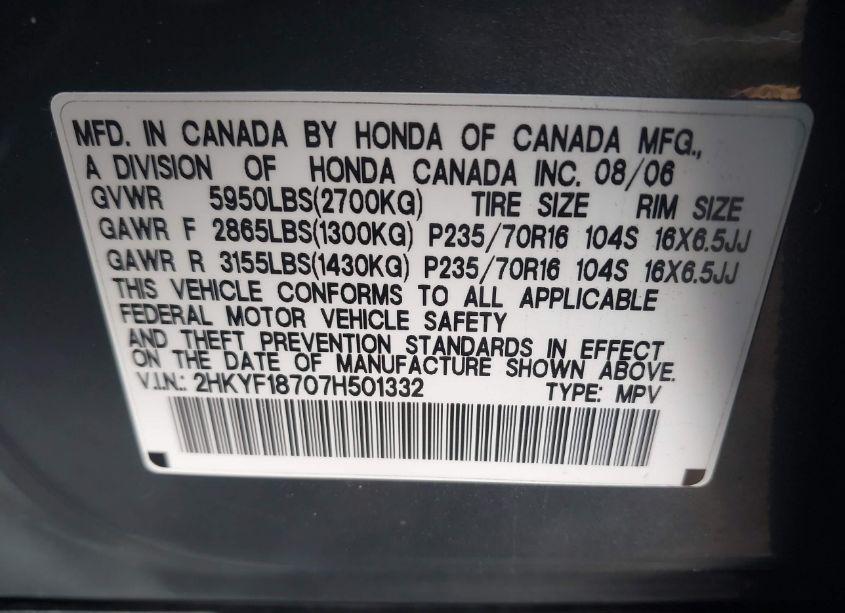 MFD. IN CANADA BY HONDA OF CANADA MFG.,
A DIVISION OF HONDA CANADA INC. 08/06
GVWR 5950LBS(2700KG) TIRE SIZE RIM SIZE
GAWR F 2865LBS(1300KG) P235/70R16 104S 16X6.5JJ
GAWR R 3155LBS(1430KG) P235/70R16 104S 16X6.5JJ
THIS VEHICLE CONFORMS TO ALL APPLICABLE
FEDERAL MOTOR VEHICLE SAFETY
AND THEFT PREVENTION STANDARDS IN EFFECT
ON THE DATE OF MANUFACTURE SHOWN ABOVE.
V.I.N.: 2HKYF18707H501332 TYPE: MPV